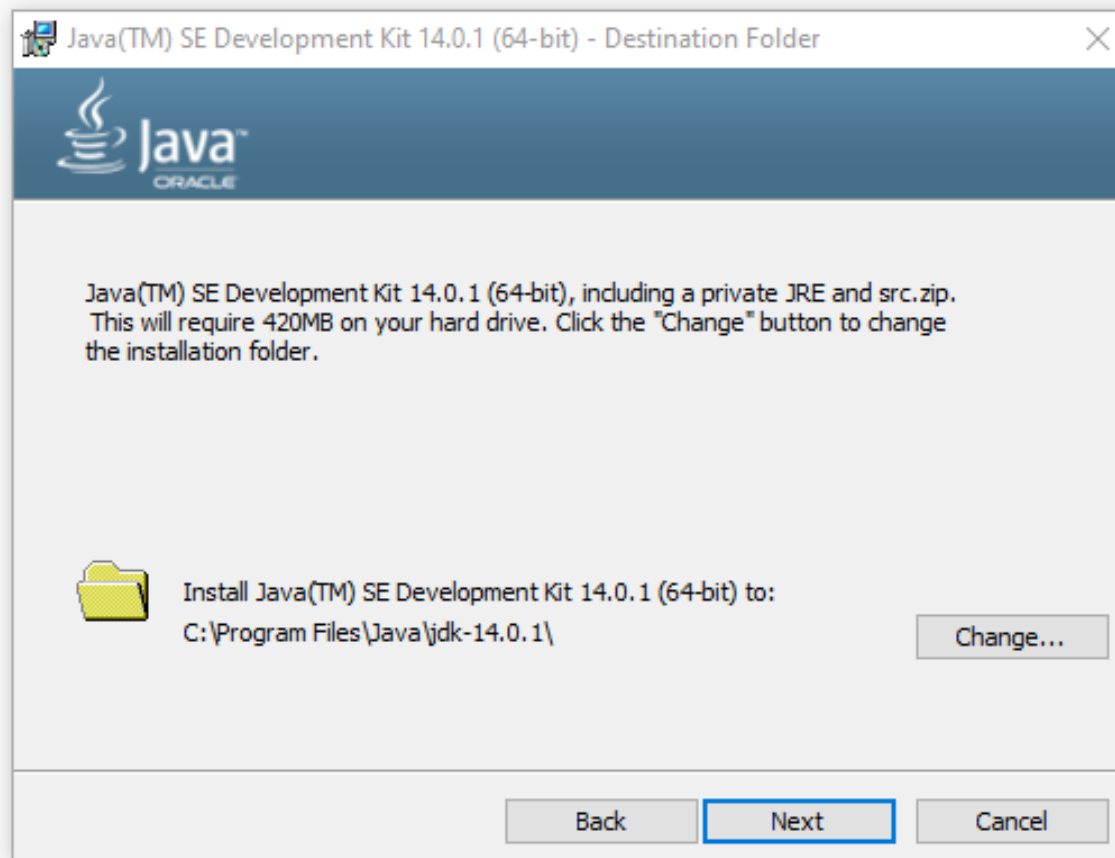 Java(TM) SE Development Kit 14.0.1 (64-bit) - Destination Folder
Java™
ORACLE
Java(TM) SE Development Kit 14.0.1 (64-bit), including a private JRE and src.zip.
This will require 420MB on your hard drive. Click the "Change" button to change
the installation folder.
Install Java(TM) SE Development Kit 14.0.1 (64-bit) to:
C:\Program Files\Java\jdk-14.0.1\
Change...
Back
Next
Cancel